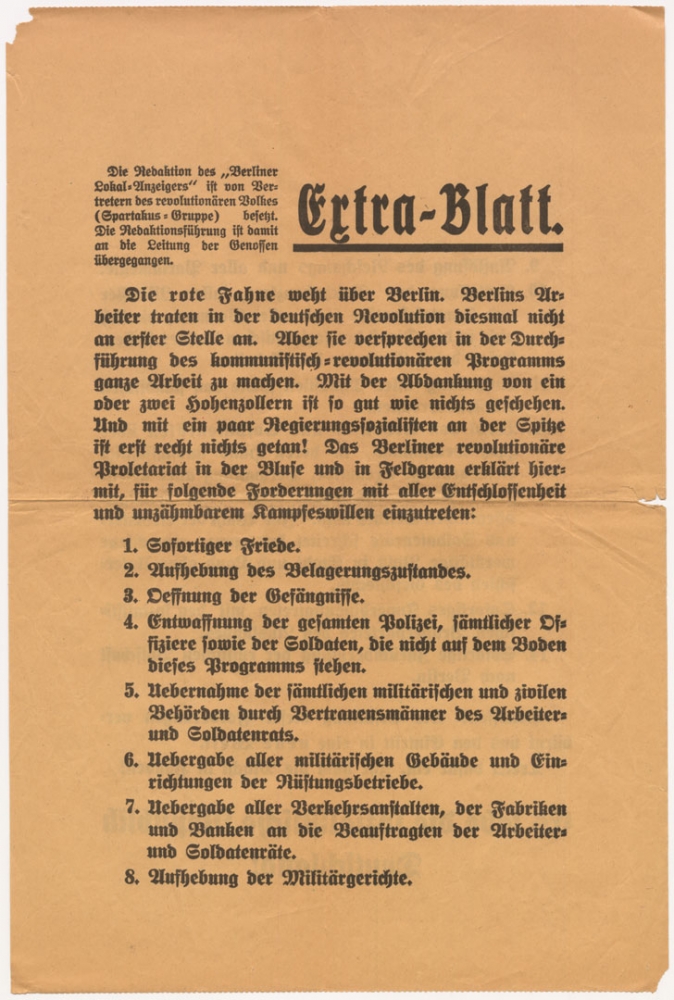 Die Redaktion des „Berliner
Lokal-Anzeigers“ ist von Ver-
tretern des revolutionären Volkes
(Spartakus-Gruppe) besetzt.
Die Redaktionsführung ist damit
an die Leitung der Genossen
übergegangen.
Extra-Blatt.
Die rote Fahne weht über Berlin. Berlins Ar-
beiter traten in der deutschen Revolution diesmal nicht
an erster Stelle an. Aber sie versprechen in der Durch-
führung des kommunistisch-revolutionären Programms
ganze Arbeit zu machen. Mit der Abdankung von ein
oder zwei Hohenzollern ist so gut wie nichts geschehen.
Und mit ein paar Regierungssozialisten an der Spitze
ist erst recht nichts getan! Das Berliner revolutionäre
Proletariat in der Bluse und in Feldgrau erklärt hier-
mit, für folgende Forderungen mit aller Entschlossenheit
und unzähmbarem Kampfeswillen einzutreten:
1. Sofortiger Friede.
2. Aufhebung des Belagerungszustandes.
3. Oeffnung der Gefängnisse.
4. Entwaffnung der gesamten Polizei, sämtlicher Of-
fiziere sowie der Soldaten, die nicht auf dem Boden
dieses Programms stehen.
5. Uebernahme der sämtlichen militärischen und zivilen
Behörden durch Vertrauensmänner des Arbeiter-
und Soldatenrats.
6. Uebergabe aller militärischen Gebäude und Ein-
richtungen der Rüstungsbetriebe.
7. Uebergabe aller Verkehrsanstalten, der Fabriken
und Banken an die Beauftragten der Arbeiter-
und Soldatenräte.
8. Aufhebung der Militärgerichte.